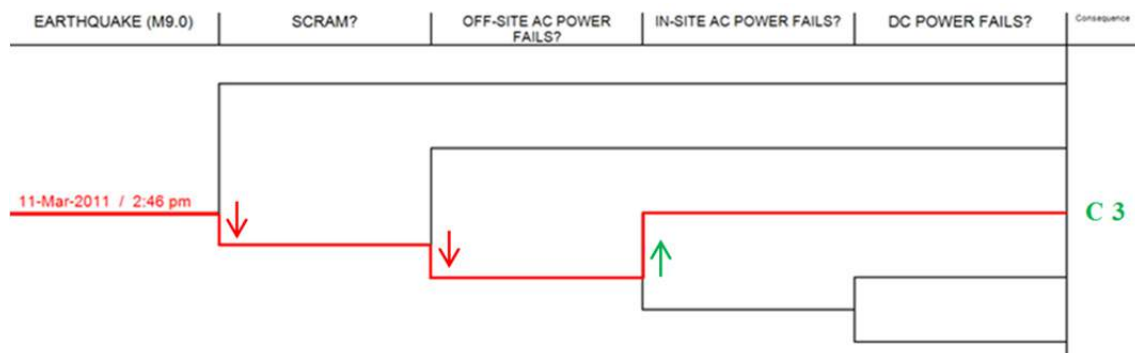 EARTHQUAKE (M9.0)
SCRAM?
OFF-SITE AC POWER
FAILS?
IN-SITE AC POWER FAILS?
DC POWER FAILS?
Consequence
11-Mar-2011 / 2:46 pm
C 3